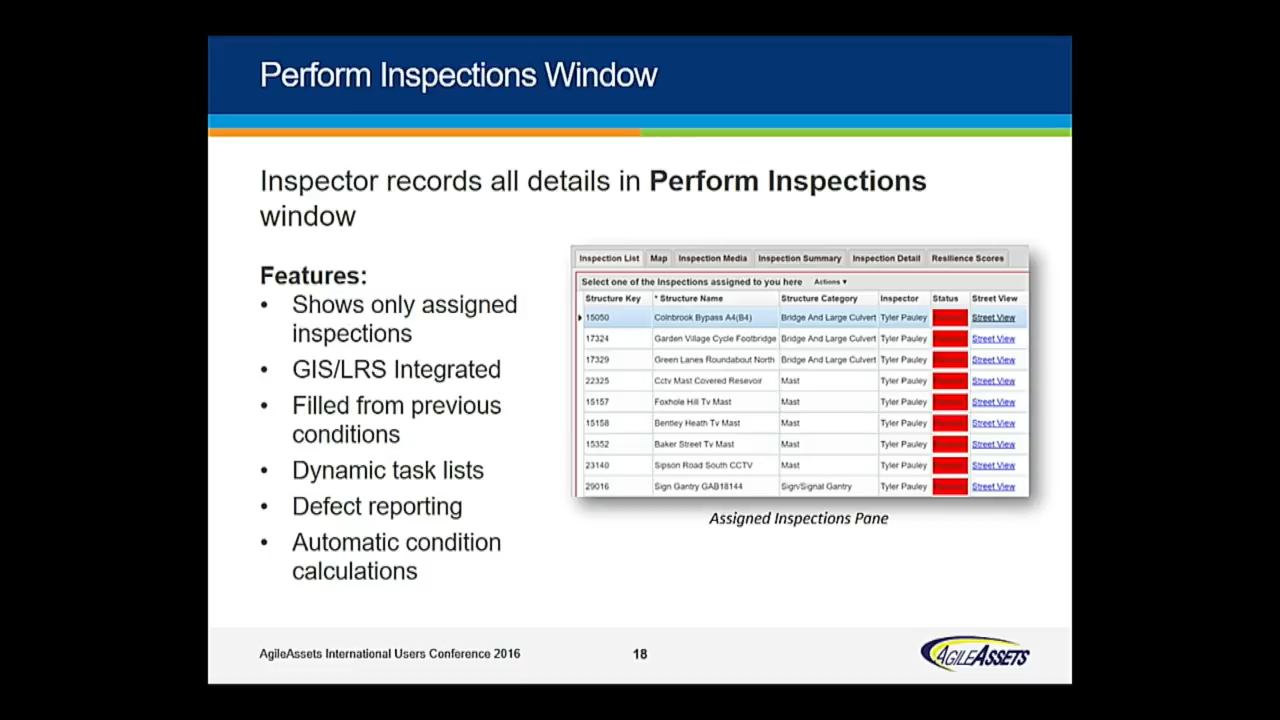 Perform Inspections Window
Inspector records all details in Perform Inspections
window
Features:
• Shows only assigned
inspections
• GIS/LRS Integrated
• Filled from previous
conditions
• Dynamic task lists
• Defect reporting
• Automatic condition
calculations
Inspection List Map Inspection Media Inspection Summary Inspection Detail Resilience Scores
Select one of the Inspections assigned to you here Actions ▾
Structure Key * Structure Name Structure Category Inspector Status Street View
15050 Colnbrook Bypass A4(B4) Bridge And Large Culvert Tyler Pauley Street View
17324 Garden Village Cycle Footbridge Bridge And Large Culvert Tyler Pauley Street View
17329 Green Lanes Roundabout North Bridge And Large Culvert Tyler Pauley Street View
22325 Cctv Mast Covered Resevoir Mast Tyler Pauley Street View
15157 Foxhole Hill Tv Mast Mast Tyler Pauley Street View
15158 Bentley Heath Tv Mast Mast Tyler Pauley Street View
15352 Baker Street Tv Mast Mast Tyler Pauley Street View
23140 Sipson Road South CCTV Mast Tyler Pauley Street View
29016 Sign Gantry GAB18144 Sign/Signal Gantry Tyler Pauley Street View
Assigned Inspections Pane
AgileAssets International Users Conference 2016
18
AGILEASSETS